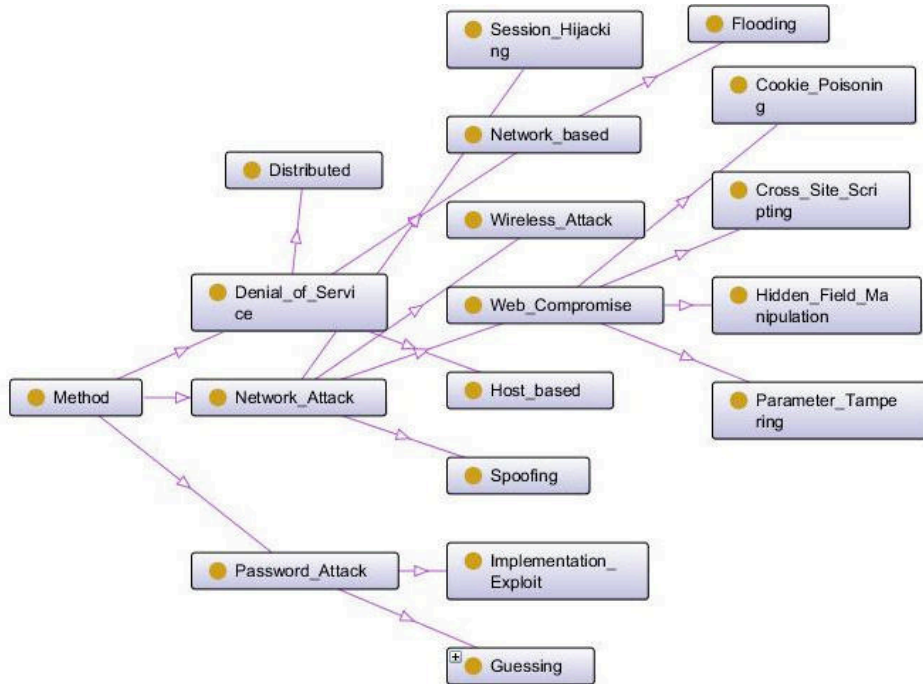 Session_Hijacki
ng
Flooding
Cookie_Poisonin
g
Network_based
Distributed
Cross_Site_Scri
pting
Wireless_Attack
Denial_of_Servi
ce
Web_Compromise
Hidden_Field_Ma
nipulation
Method
Network_Attack
Host_based
Parameter_Tampe
ring
Spoofing
Password_Attack
Implementation_
Exploit
Guessing